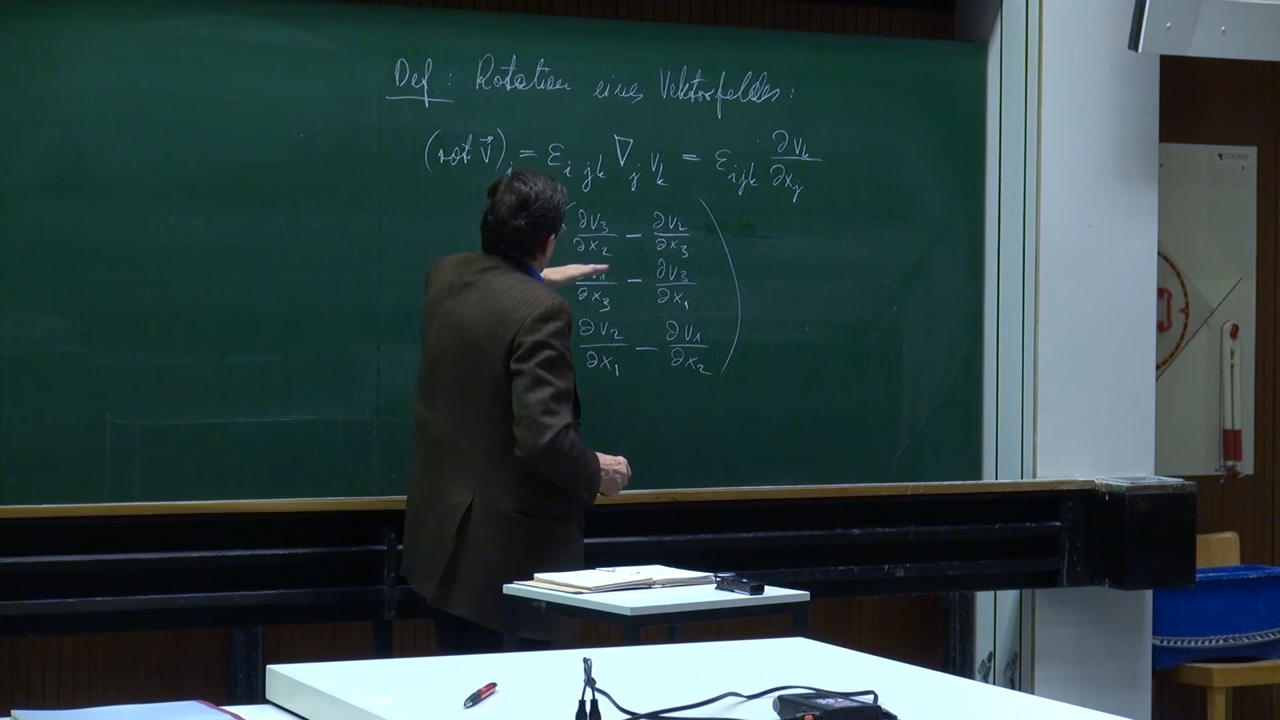 Def: Rotation eines Vektorfeldes:
(rot v⃗)ᵢ = εᵢⱼₖ ∇ⱼ vₖ = εᵢⱼₖ ∂vₖ/∂xⱼ
∂v₃/∂x₂ − ∂v₂/∂x₃
∂v₁/∂x₃ − ∂v₃/∂x₁
∂v₂/∂x₁ − ∂v₁/∂x₂